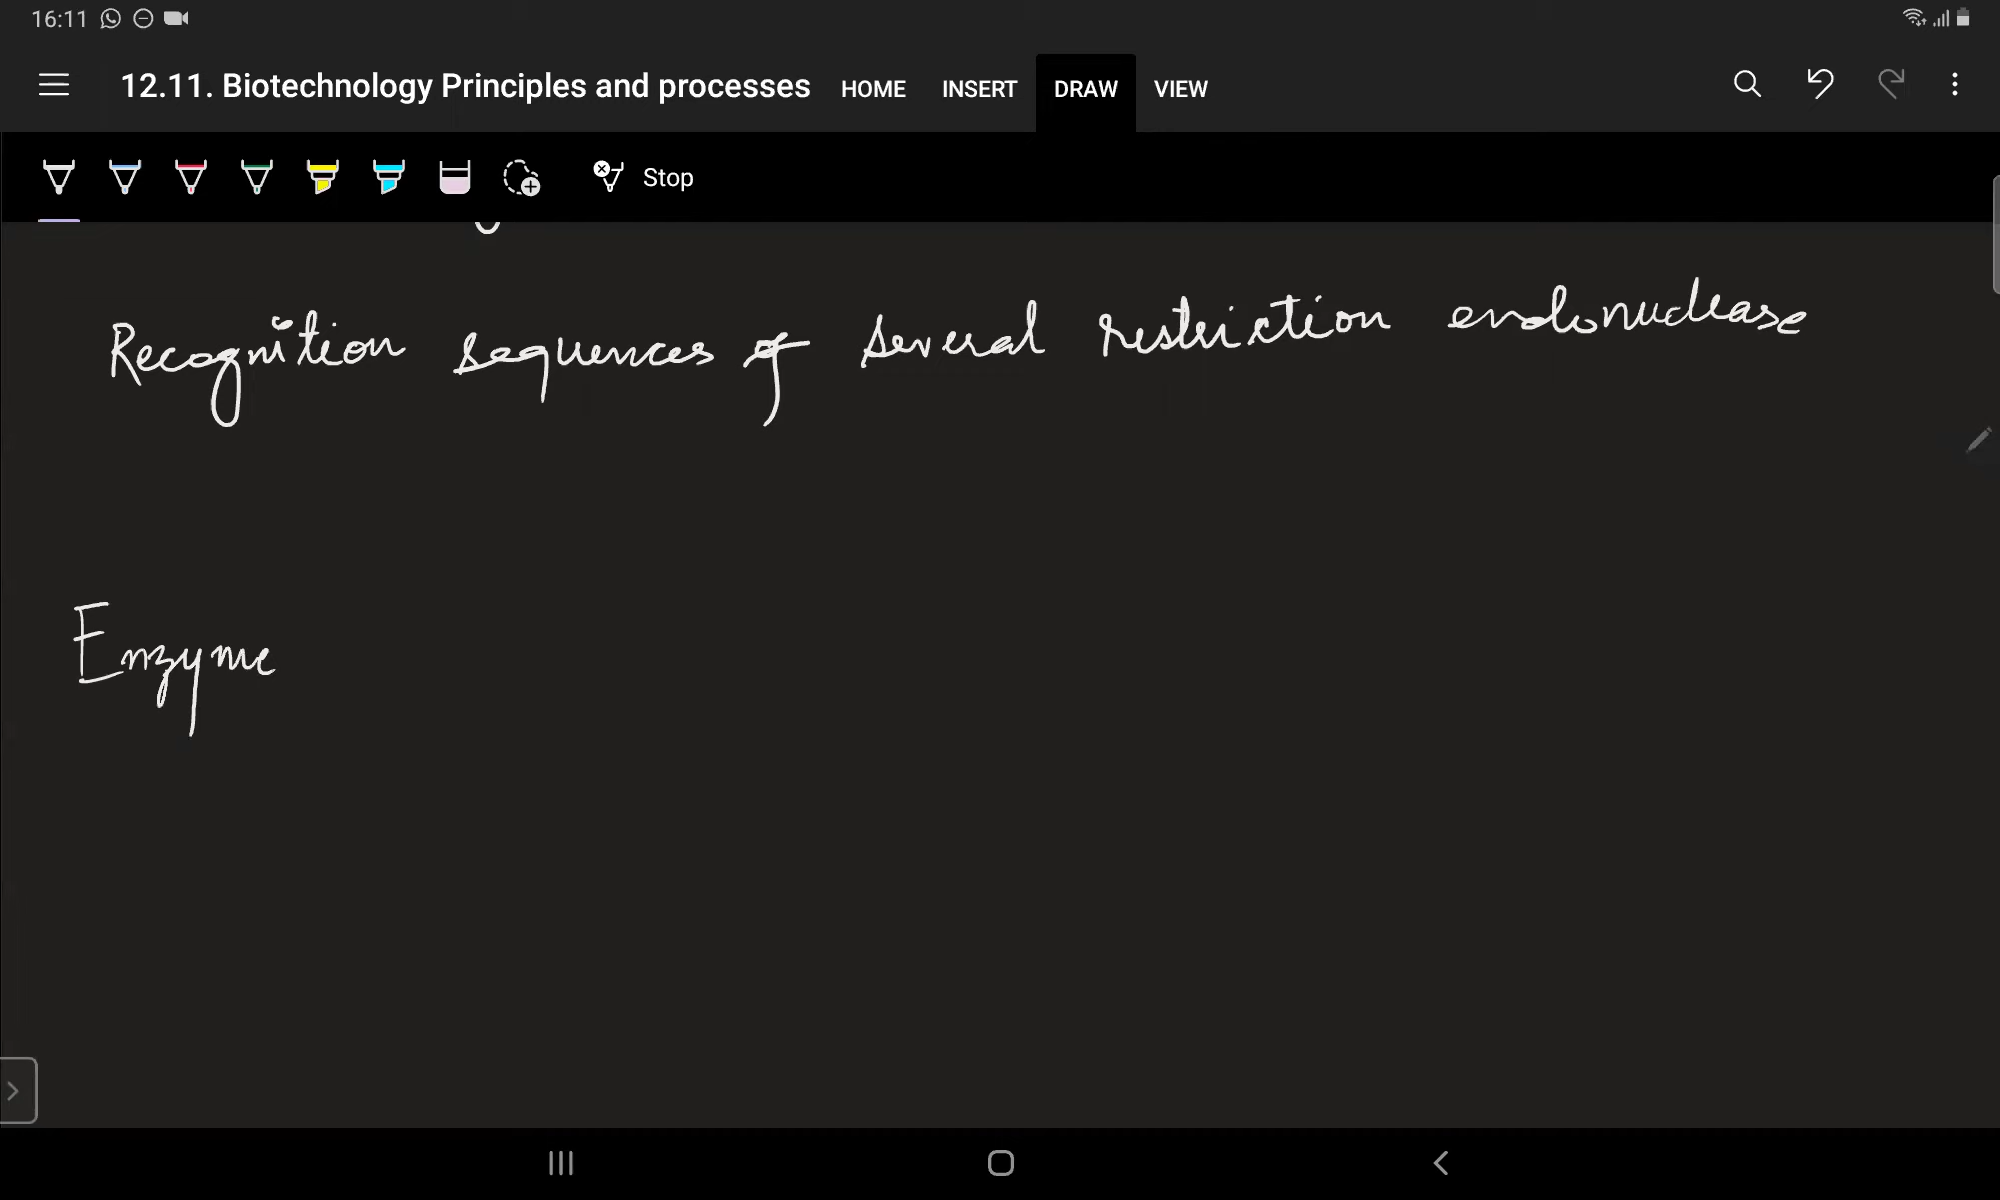 16:11
12.11. Biotechnology Principles and processes HOME INSERT DRAW VIEW
Stop
Recognition sequences of several restriction endonuclease
Enzyme